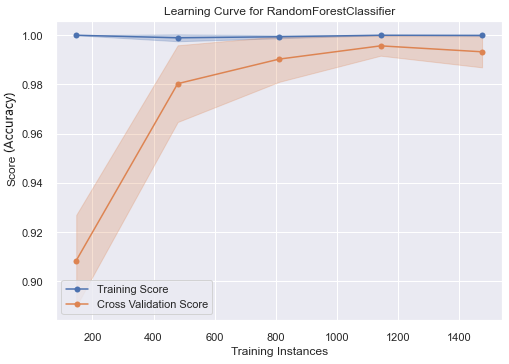 Learning Curve for RandomForestClassifier
Score (Accuracy)
1.00
0.98
0.96
0.94
0.92
0.90
Training Score
Cross Validation Score
200 400 600 800 1000 1200 1400
Training Instances